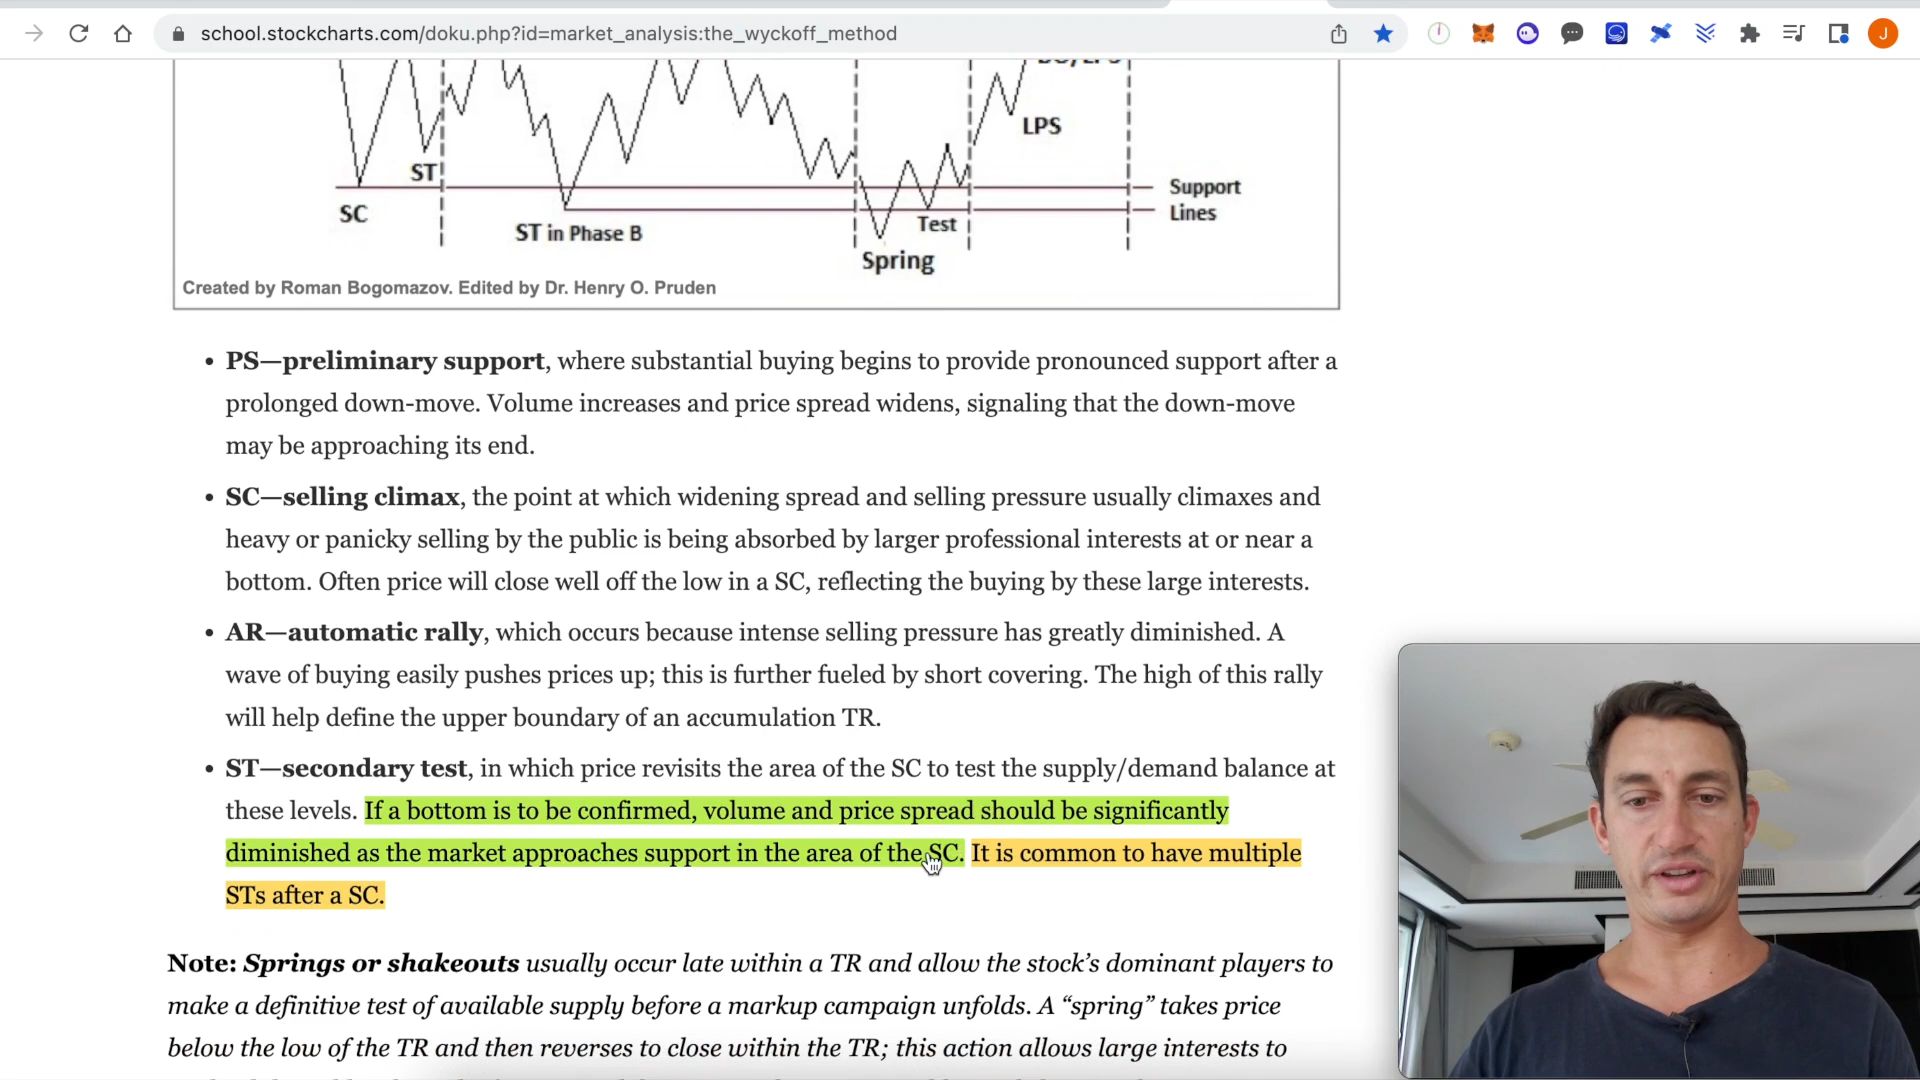 school.stockcharts.com/doku.php?id=market_analysis:the_wyckoff_method
J
LPS
ST
Support
SC
Lines
Test
ST in Phase B
Spring
Created by Roman Bogomazov. Edited by Dr. Henry O. Pruden
• PS—preliminary support, where substantial buying begins to provide pronounced support after a
prolonged down-move. Volume increases and price spread widens, signaling that the down-move
may be approaching its end.
• SC—selling climax, the point at which widening spread and selling pressure usually climaxes and
heavy or panicky selling by the public is being absorbed by larger professional interests at or near a
bottom. Often price will close well off the low in a SC, reflecting the buying by these large interests.
• AR—automatic rally, which occurs because intense selling pressure has greatly diminished. A
wave of buying easily pushes prices up; this is further fueled by short covering. The high of this rally
will help define the upper boundary of an accumulation TR.
• ST—secondary test, in which price revisits the area of the SC to test the supply/demand balance at
these levels. If a bottom is to be confirmed, volume and price spread should be significantly
diminished as the market approaches support in the area of the SC. It is common to have multiple
STs after a SC.
Note: Springs or shakeouts usually occur late within a TR and allow the stock’s dominant players to
make a definitive test of available supply before a markup campaign unfolds. A “spring” takes price
below the low of the TR and then reverses to close within the TR; this action allows large interests to